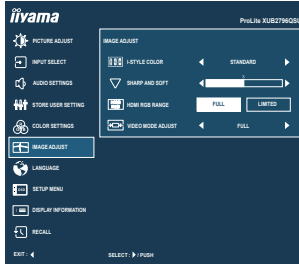 iiyama
ProLite XUB2796QSU
PICTURE ADJUST
INPUT SELECT
AUDIO SETTINGS
STORE USER SETTING
COLOR SETTINGS
IMAGE ADJUST
LANGUAGE
SETUP MENU
DISPLAY INFORMATION
RECALL
IMAGE ADJUST
I-STYLE COLOR STANDARD
SHARP AND SOFT
HDMI RGB RANGE FULL LIMITED
VIDEO MODE ADJUST FULL
EXIT :
SELECT : / PUSH